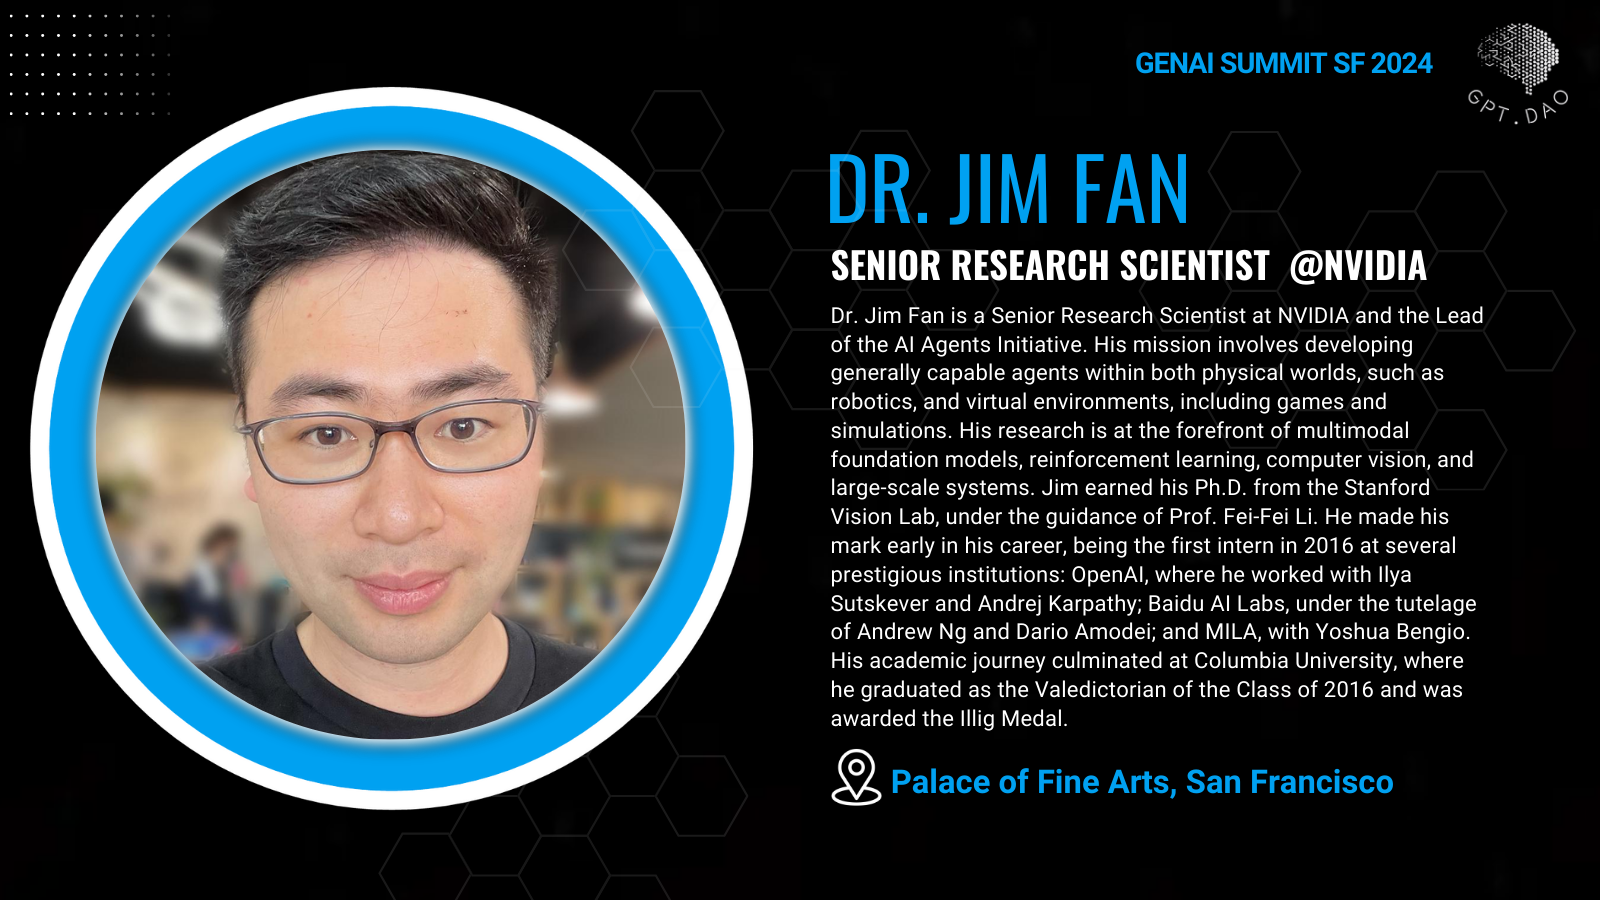 GENAI SUMMIT SF 2024
GPT.DAO
DR. JIM FAN
SENIOR RESEARCH SCIENTIST @NVIDIA
Dr. Jim Fan is a Senior Research Scientist at NVIDIA and the Lead
of the AI Agents Initiative. His mission involves developing
generally capable agents within both physical worlds, such as
robotics, and virtual environments, including games and
simulations. His research is at the forefront of multimodal
foundation models, reinforcement learning, computer vision, and
large-scale systems. Jim earned his Ph.D. from the Stanford
Vision Lab, under the guidance of Prof. Fei-Fei Li. He made his
mark early in his career, being the first intern in 2016 at several
prestigious institutions: OpenAI, where he worked with Ilya
Sutskever and Andrej Karpathy; Baidu AI Labs, under the tutelage
of Andrew Ng and Dario Amodei; and MILA, with Yoshua Bengio.
His academic journey culminated at Columbia University, where
he graduated as the Valedictorian of the Class of 2016 and was
awarded the Illig Medal.
Palace of Fine Arts, San Francisco